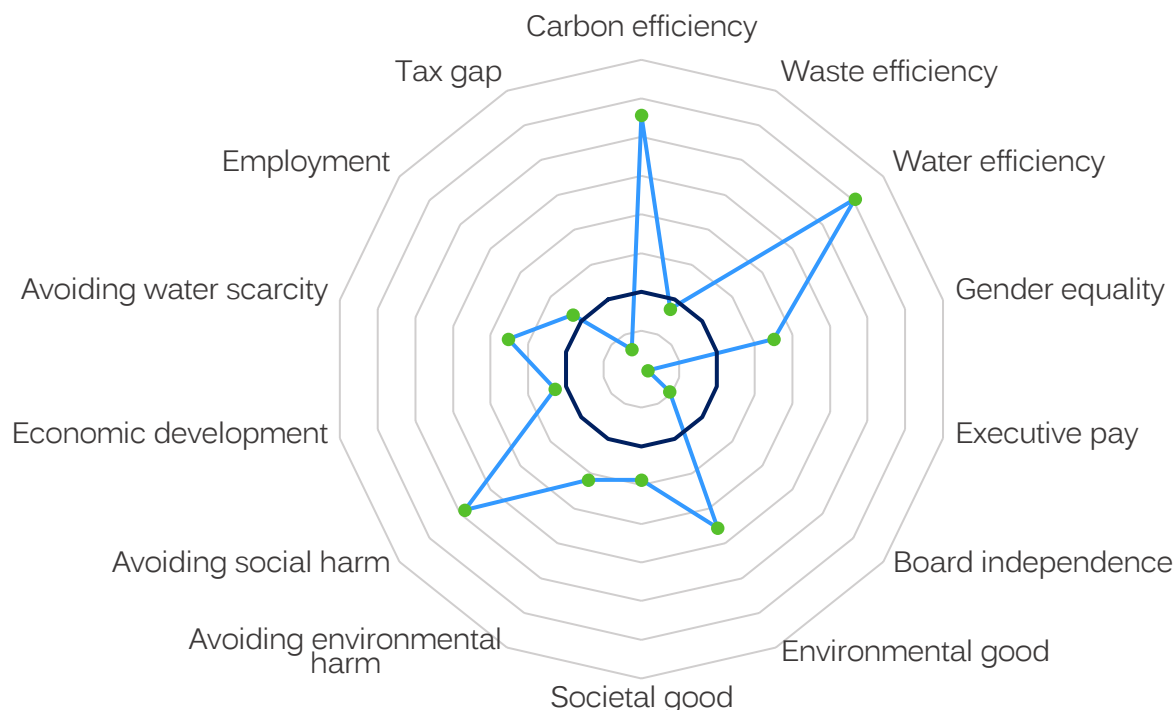 Carbon efficiency
Tax gap
Waste efficiency
Employment
Water efficiency
Avoiding water scarcity
Gender equality
Economic development
Executive pay
Avoiding social harm
Board independence
Avoiding environmental
harm
Environmental good
Societal good